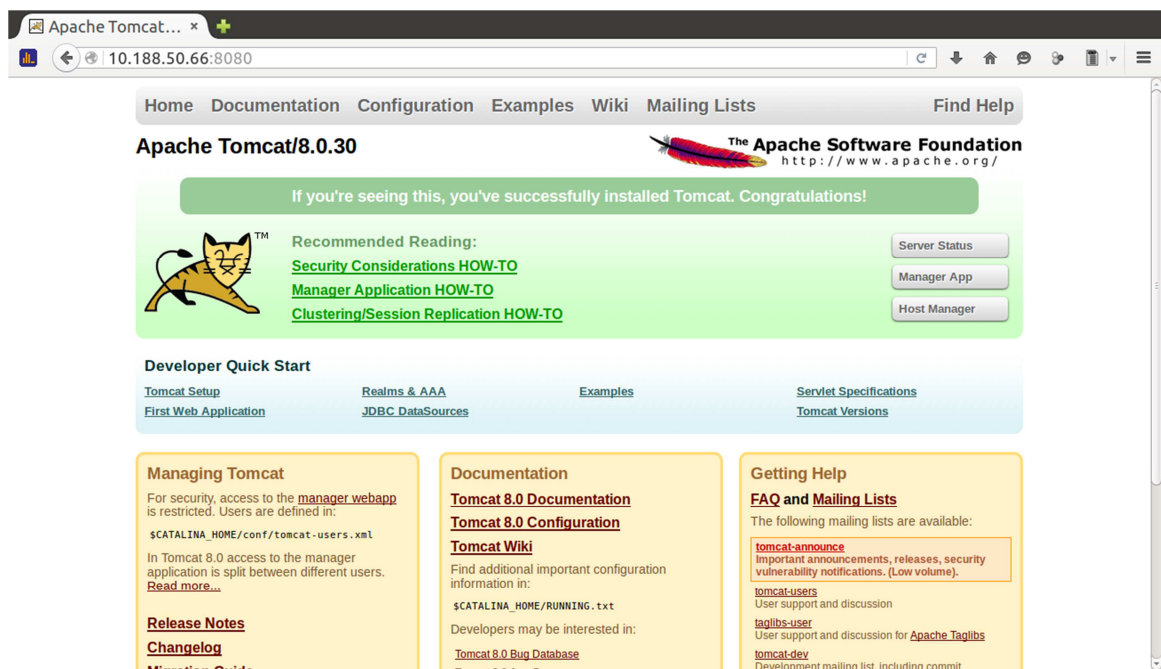 Apache Tomcat... ×
10.188.50.66:8080
Home Documentation Configuration Examples Wiki Mailing Lists Find Help
Apache Tomcat/8.0.30
The Apache Software Foundation
http://www.apache.org/
If you're seeing this, you've successfully installed Tomcat. Congratulations!
TM
Recommended Reading:
Security Considerations HOW-TO
Manager Application HOW-TO
Clustering/Session Replication HOW-TO
Server Status
Manager App
Host Manager
Developer Quick Start
Tomcat Setup
First Web Application
Realms & AAA
JDBC DataSources
Examples
Servlet Specifications
Tomcat Versions
Managing Tomcat
For security, access to the manager webapp
is restricted. Users are defined in:
$CATALINA_HOME/conf/tomcat-users.xml
In Tomcat 8.0 access to the manager
application is split between different users.
Read more...
Release Notes
Changelog
Migration Guide
Documentation
Tomcat 8.0 Documentation
Tomcat 8.0 Configuration
Tomcat Wiki
Find additional important configuration
information in:
$CATALINA_HOME/RUNNING.txt
Developers may be interested in:
Tomcat 8.0 Bug Database
Getting Help
FAQ and Mailing Lists
The following mailing lists are available:
tomcat-announce
Important announcements, releases, security
vulnerability notifications. (Low volume).
tomcat-users
User support and discussion
taglibs-user
User support and discussion for Apache Taglibs
tomcat-dev
Development mailing list, including commit